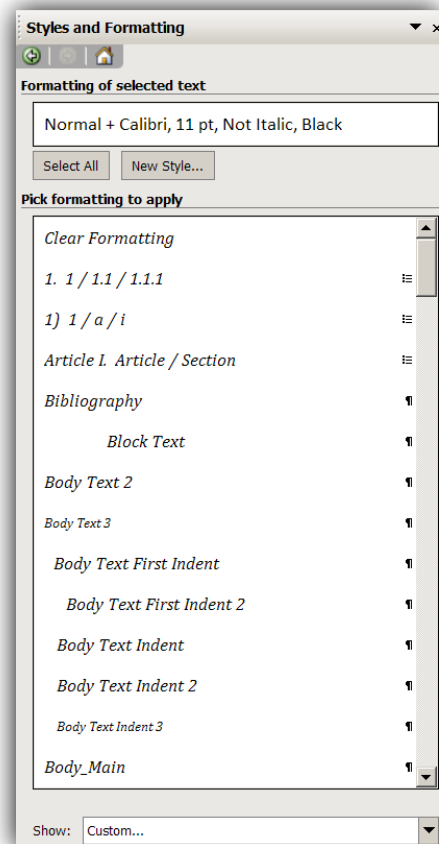 Styles and Formatting
Formatting of selected text
Normal + Calibri, 11 pt, Not Italic, Black
Select All New Style...
Pick formatting to apply
Clear Formatting
1. 1 / 1.1 / 1.1.1
1) 1 / a / i
Article I. Article / Section
Bibliography ¶
Block Text ¶
Body Text 2 ¶
Body Text 3 ¶
Body Text First Indent ¶
Body Text First Indent 2 ¶
Body Text Indent ¶
Body Text Indent 2 ¶
Body Text Indent 3 ¶
Body_Main ¶
Show: Custom...